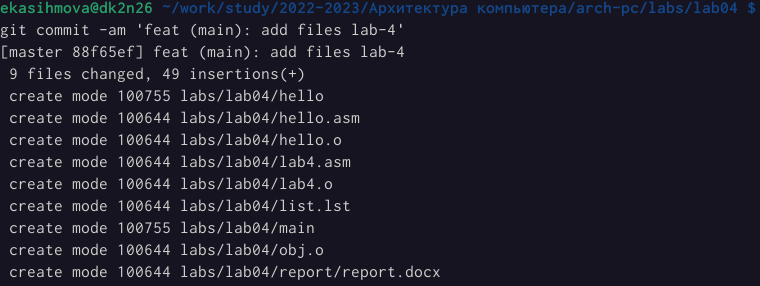 ekasihmova@dk2n26 ~/work/study/2022-2023/Архитектура компьютера/arch-pc/labs/lab04 $
git commit -am 'feat (main): add files lab-4'
[master 88f65ef] feat (main): add files lab-4
 9 files changed, 49 insertions(+)
 create mode 100755 labs/lab04/hello
 create mode 100644 labs/lab04/hello.asm
 create mode 100644 labs/lab04/hello.o
 create mode 100644 labs/lab04/lab4.asm
 create mode 100644 labs/lab04/lab4.o
 create mode 100644 labs/lab04/list.lst
 create mode 100755 labs/lab04/main
 create mode 100644 labs/lab04/obj.o
 create mode 100644 labs/lab04/report/report.docx